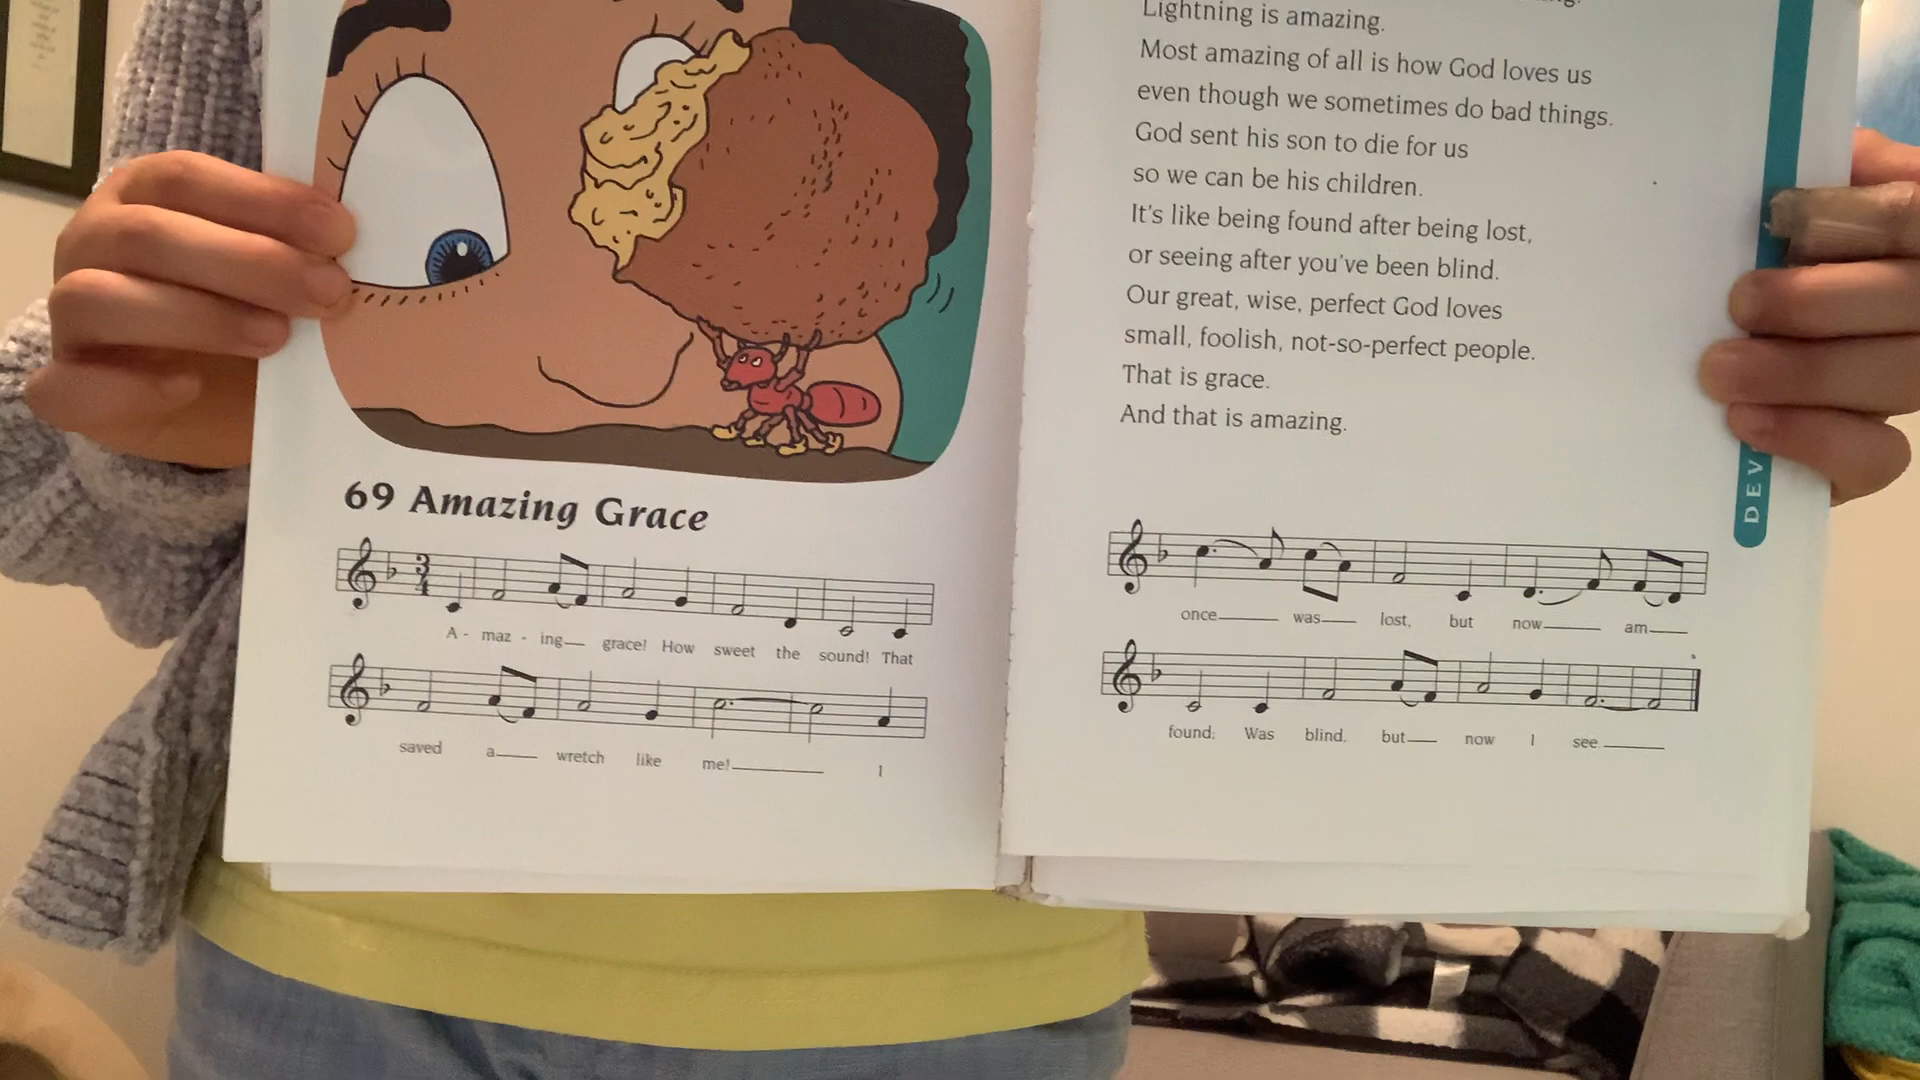 69 Amazing Grace
3
4
A - maz - ing grace! How sweet the sound! That
saved a wretch like me! I
Lightning is amazing.
Most amazing of all is how God loves us
even though we sometimes do bad things.
God sent his son to die for us
so we can be his children.
It's like being found after being lost,
or seeing after you've been blind.
Our great, wise, perfect God loves
small, foolish, not-so-perfect people.
That is grace.
And that is amazing.
once was lost, but now am
found; Was blind, but now I see
DEV